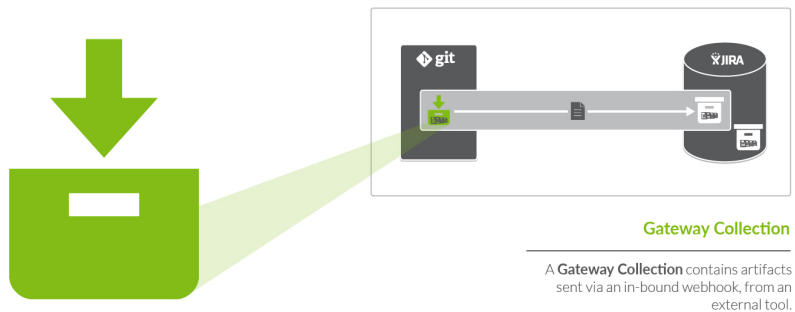 git
JIRA
Gateway Collection
A Gateway Collection contains artifacts
sent via an in-bound webhook, from an
external tool.